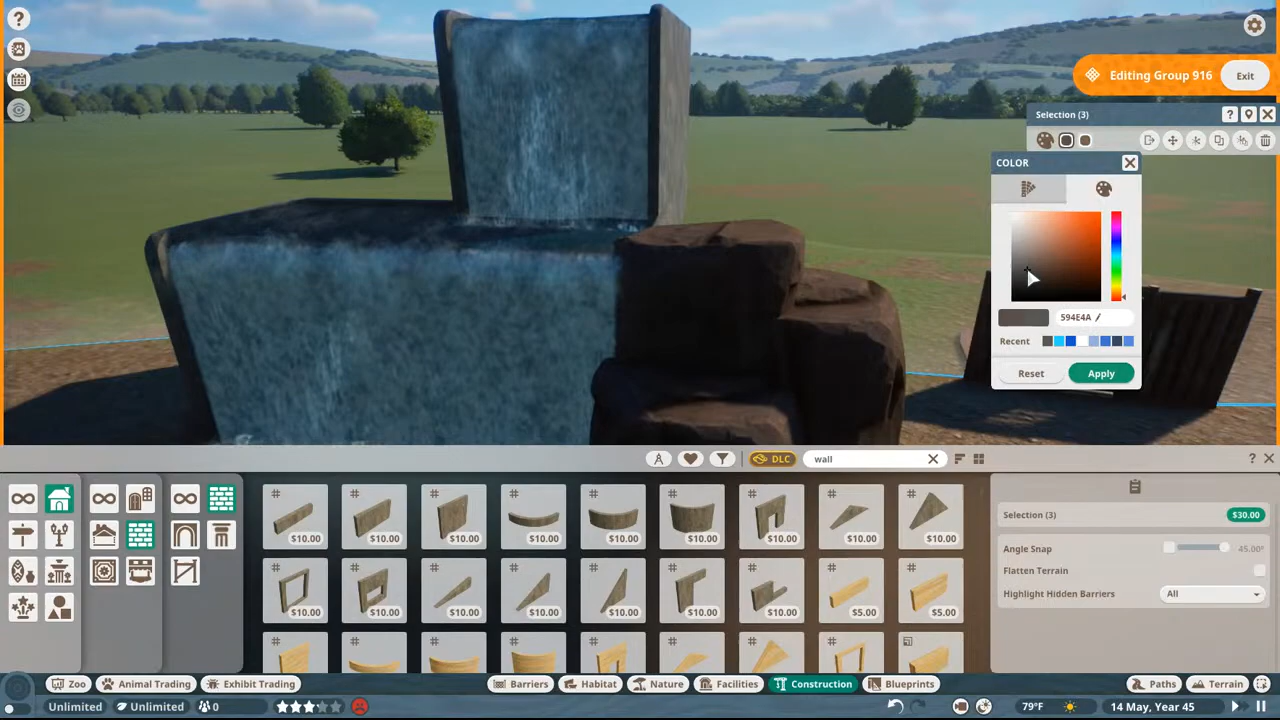 ?
Editing Group 916
Exit
Selection (3)
?
COLOR
594E4A /
Recent
Reset
Apply
DLC
wall
?
$10.00 $10.00 $10.00 $10.00 $10.00 $10.00 $10.00 $10.00 $10.00
$10.00 $10.00 $10.00 $10.00 $10.00 $10.00 $10.00 $5.00 $5.00
Selection (3)
$30.00
Angle Snap
45.00°
Flatten Terrain
Highlight Hidden Barriers
All
Zoo
Animal Trading
Exhibit Trading
Barriers
Habitat
Nature
Facilities
Construction
Blueprints
Paths
Terrain
Unlimited
Unlimited
0
79°F
14 May, Year 45